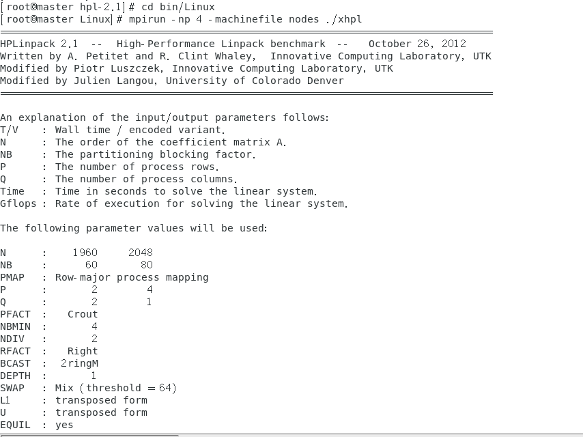 [root@master hpl-2.1]# cd bin/Linux
[root@master Linux]# mpirun -np 4 -machinefile nodes ./xhpl
HPLinpack 2.1  --  High-Performance Linpack benchmark  --   October 26, 2012
Written by A. Petitet and R. Clint Whaley,  Innovative Computing Laboratory, UTK
Modified by Piotr Luszczek, Innovative Computing Laboratory, UTK
Modified by Julien Langou, University of Colorado Denver
An explanation of the input/output parameters follows:
T/V    : Wall time / encoded variant.
N      : The order of the coefficient matrix A.
NB     : The partitioning blocking factor.
P      : The number of process rows.
Q      : The number of process columns.
Time   : Time in seconds to solve the linear system.
Gflops : Rate of execution for solving the linear system.
The following parameter values will be used:
N      :    1960     2048
NB     :      60       80
PMAP   : Row-major process mapping
P      :       2        4
Q      :       2        1
PFACT  :   Crout
NBMIN  :       4
NDIV   :       2
RFACT  :   Right
BCAST  :  2ringM
DEPTH  :       1
SWAP   : Mix (threshold = 64)
L1     : transposed form
U      : transposed form
EQUIL  : yes